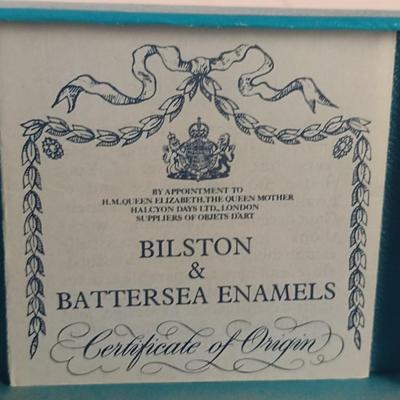 BY APPOINTMENT TO
H.M. QUEEN ELIZABETH, THE QUEEN MOTHER
HALCYON DAYS LTD., LONDON
SUPPLIERS OF OBJETS D'ART
BILSTON
&
BATTERSEA ENAMELS
Certificate of Origin